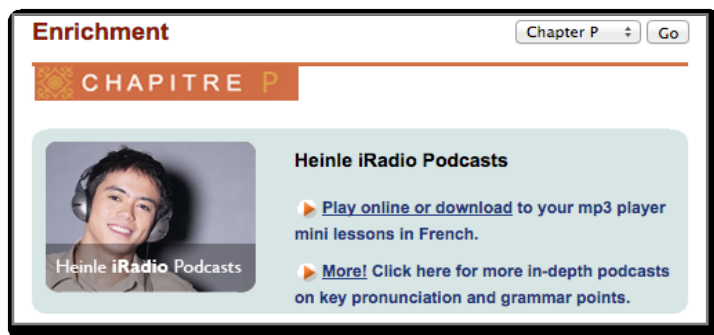 Enrichment
Chapter P
Go
CHAPITRE P
Heinle iRadio Podcasts
Heinle iRadio Podcasts
Play online or download to your mp3 player
mini lessons in French.
More! Click here for more in-depth podcasts
on key pronunciation and grammar points.